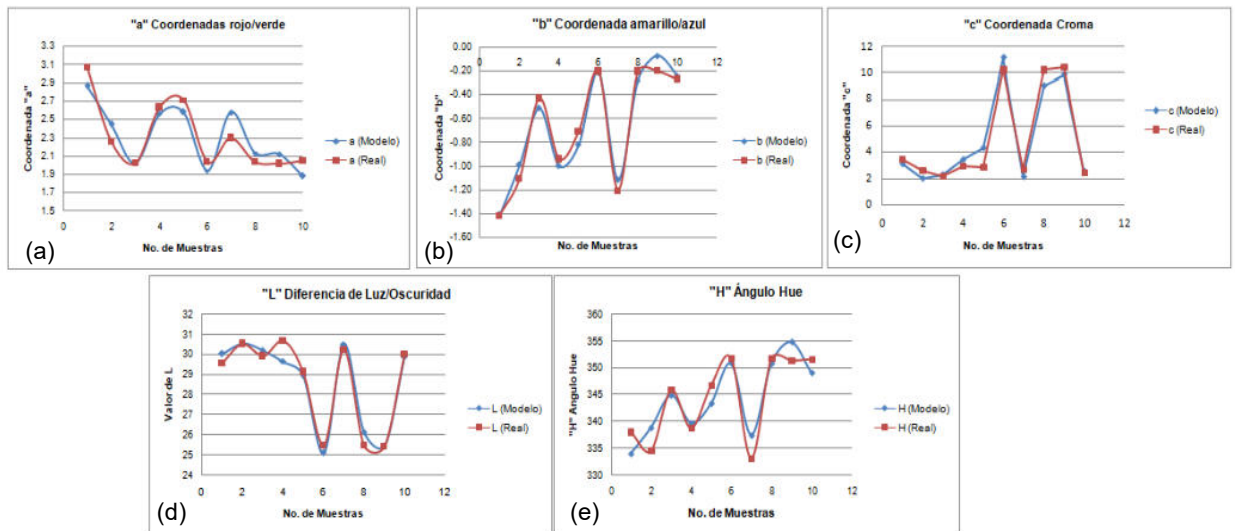 "a" Coordenadas rojo/verde
3.3
3.1
2.9
2.7
2.5
2.3
2.1
1.9
1.7
1.5
0 2 4 6 8 10
Coordenada "a"
No. de Muestras
a (Modelo)
a (Real)
(a)
"b" Coordenada amarillo/azul
0.00
-0.20
-0.40
-0.60
-0.80
-1.00
-1.20
-1.40
-1.60
0 2 4 6 8 10 12
Coordenada "b"
No. de Muestras
b (Modelo)
b (Real)
(b)
"c" Coordenada Croma
12
10
8
6
4
2
0
0 2 4 6 8 10 12
Coordenada "c"
No. de Muestras
c (Modelo)
c (Real)
(c)
"L" Diferencia de Luz/Oscuridad
32
31
30
29
28
27
26
25
24
0 2 4 6 8 10 12
Valor de L
No. de Muestras
L (Modelo)
L (Real)
(d)
"H" Ángulo Hue
360
355
350
345
340
335
330
0 2 4 6 8 10 12
"H" Angulo Hue
No. de Muestras
H (Modelo)
H (Real)
(e)